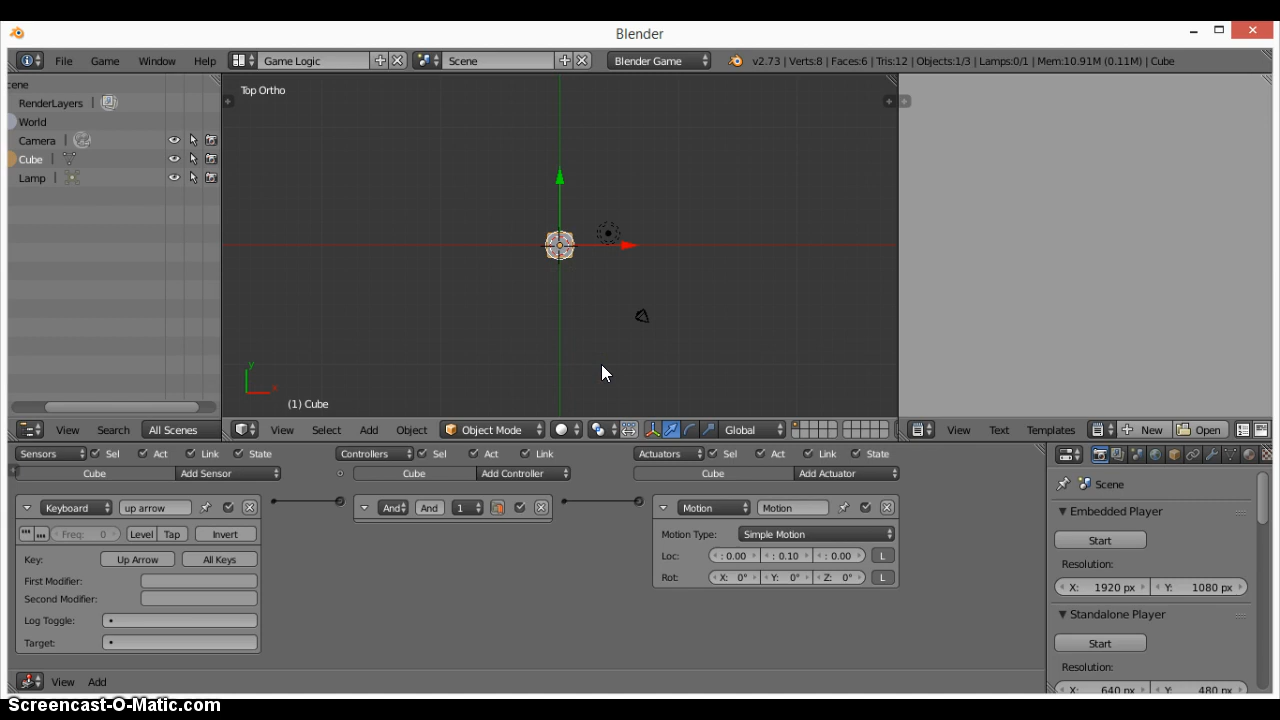 Blender
File Game Window Help Game Logic Scene Blender Game v2.73 | Verts:8 | Faces:6 | Tris:12 | Objects:1/3 | Lamps:0/1 | Mem:10.91M (0.11M) | Cube
cene
RenderLayers
World
Camera
Cube
Lamp
Top Ortho
y
x
(1) Cube
View Search All Scenes
View Select Add Object Object Mode Global
View Text Templates New Open
Sensors Sel Act Link State
Cube Add Sensor
Keyboard up arrow
Freq: 0 Level Tap Invert
Key: Up Arrow All Keys
First Modifier:
Second Modifier:
Log Toggle:
Target:
Controllers Sel Act Link
Cube Add Controller
And And 1
Actuators Sel Act Link State
Cube Add Actuator
Motion Motion
Motion Type: Simple Motion
Loc: : 0.00 : 0.10 : 0.00 L
Rot: X: 0° Y: 0° Z: 0° L
Scene
Embedded Player
Start
Resolution:
X: 1920 px Y: 1080 px
Standalone Player
Start
Resolution:
X: 640 px Y: 480 px
View Add
Screencast-O-Matic.com